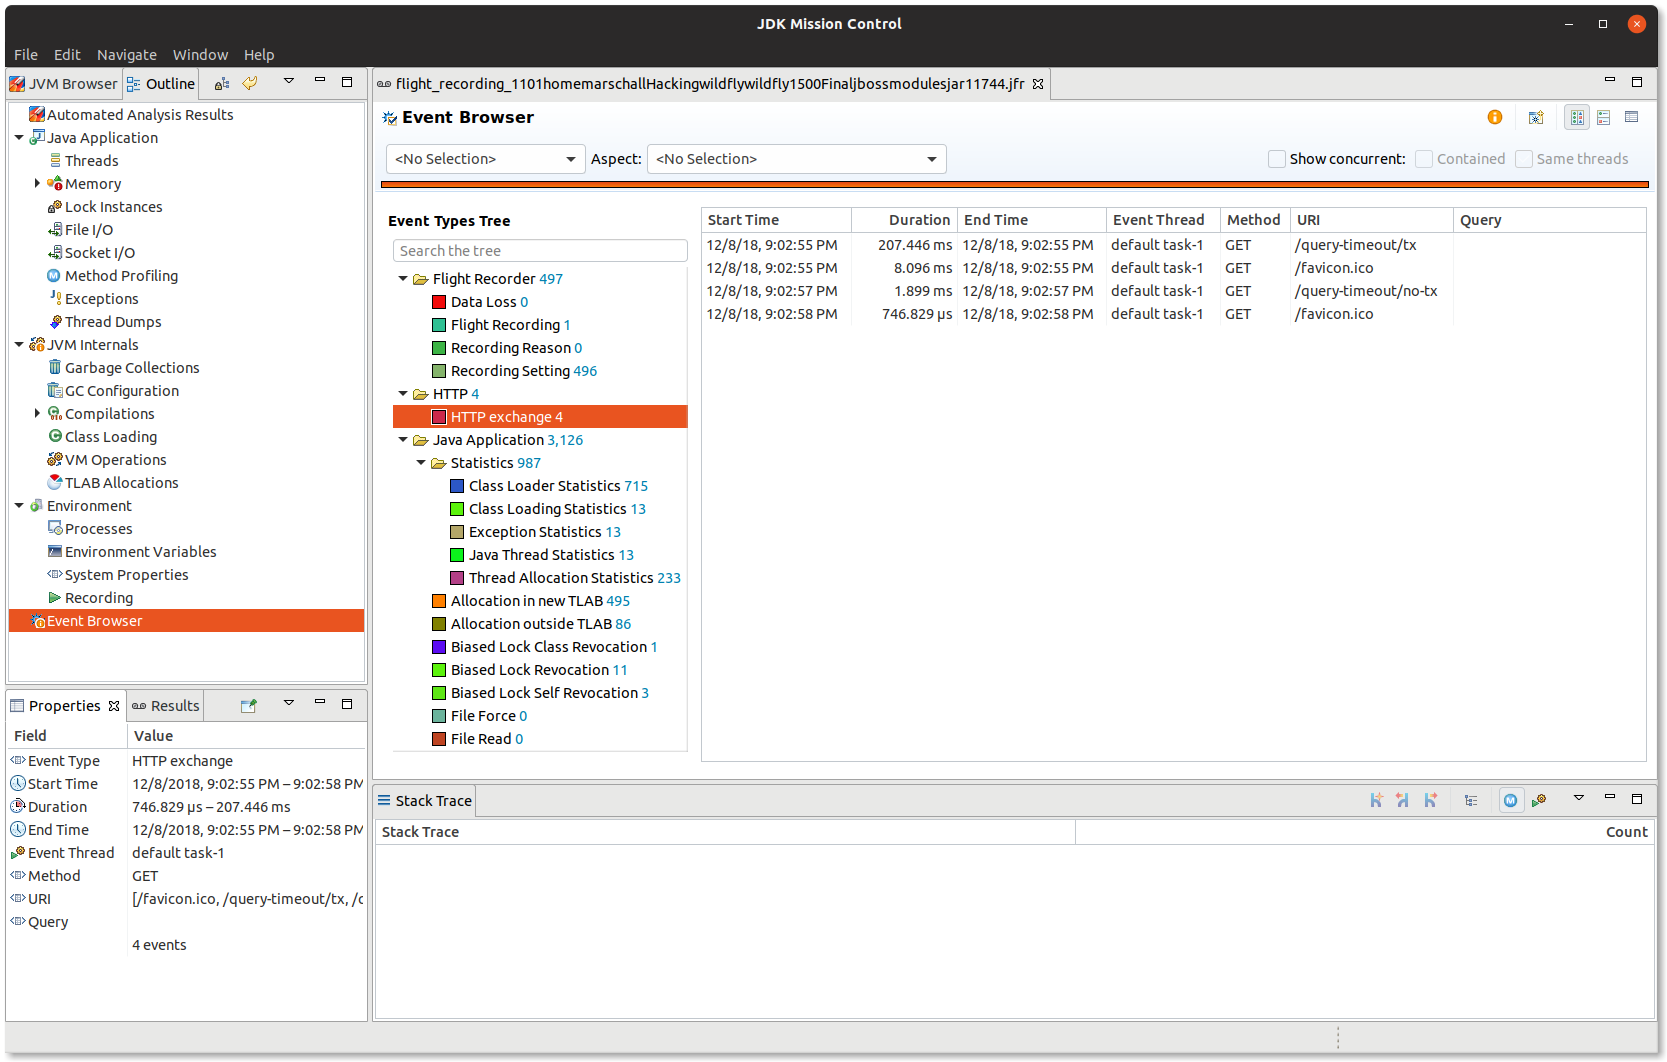 JDK Mission Control
File Edit Navigate Window Help
JVM Browser Outline
Automated Analysis Results
Java Application
Threads
Memory
Lock Instances
File I/O
Socket I/O
Method Profiling
Exceptions
Thread Dumps
JVM Internals
Garbage Collections
GC Configuration
Compilations
Class Loading
VM Operations
TLAB Allocations
Environment
Processes
Environment Variables
System Properties
Recording
Event Browser
Properties Results
Field Value
Event Type HTTP exchange
Start Time 12/8/2018, 9:02:55 PM – 9:02:58 PM
Duration 746.829 µs – 207.446 ms
End Time 12/8/2018, 9:02:55 PM – 9:02:58 PM
Event Thread default task-1
Method GET
URI [/favicon.ico, /query-timeout/tx, /c
Query
4 events
flight_recording_1101homemarschallHackingwildflywildfly1500Finaljbossmodulesjar11744.jfr
Event Browser
<No Selection> Aspect: <No Selection> Show concurrent: Contained Same threads
Event Types Tree
Search the tree
Flight Recorder 497
Data Loss 0
Flight Recording 1
Recording Reason 0
Recording Setting 496
HTTP 4
HTTP exchange 4
Java Application 3,126
Statistics 987
Class Loader Statistics 715
Class Loading Statistics 13
Exception Statistics 13
Java Thread Statistics 13
Thread Allocation Statistics 233
Allocation in new TLAB 495
Allocation outside TLAB 86
Biased Lock Class Revocation 1
Biased Lock Revocation 11
Biased Lock Self Revocation 3
File Force 0
File Read 0
Start Time Duration End Time Event Thread Method URI Query
12/8/18, 9:02:55 PM 207.446 ms 12/8/18, 9:02:55 PM default task-1 GET /query-timeout/tx
12/8/18, 9:02:55 PM 8.096 ms 12/8/18, 9:02:55 PM default task-1 GET /favicon.ico
12/8/18, 9:02:57 PM 1.899 ms 12/8/18, 9:02:57 PM default task-1 GET /query-timeout/no-tx
12/8/18, 9:02:58 PM 746.829 µs 12/8/18, 9:02:58 PM default task-1 GET /favicon.ico
Stack Trace
Stack Trace Count